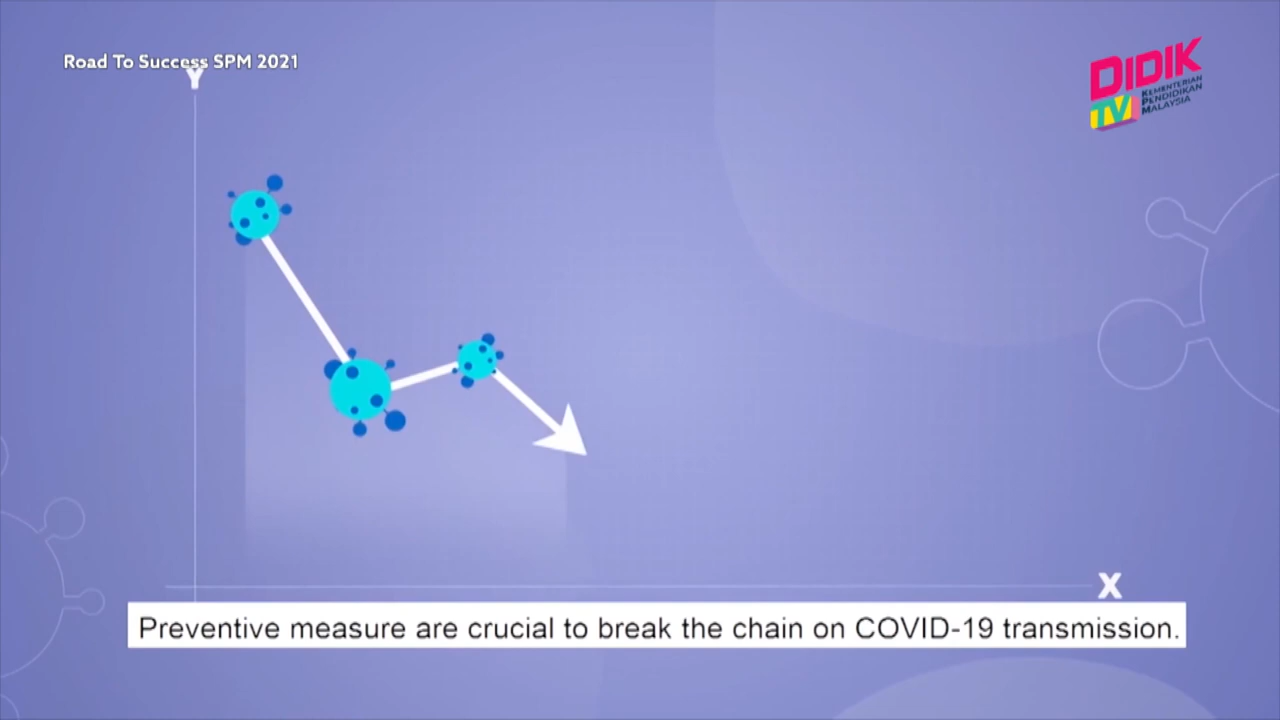 Road To Success SPM 2021
DIDIK
TV
KEMENTERIAN
PENDIDIKAN
MALAYSIA
Y
X
Preventive measure are crucial to break the chain on COVID-19 transmission.